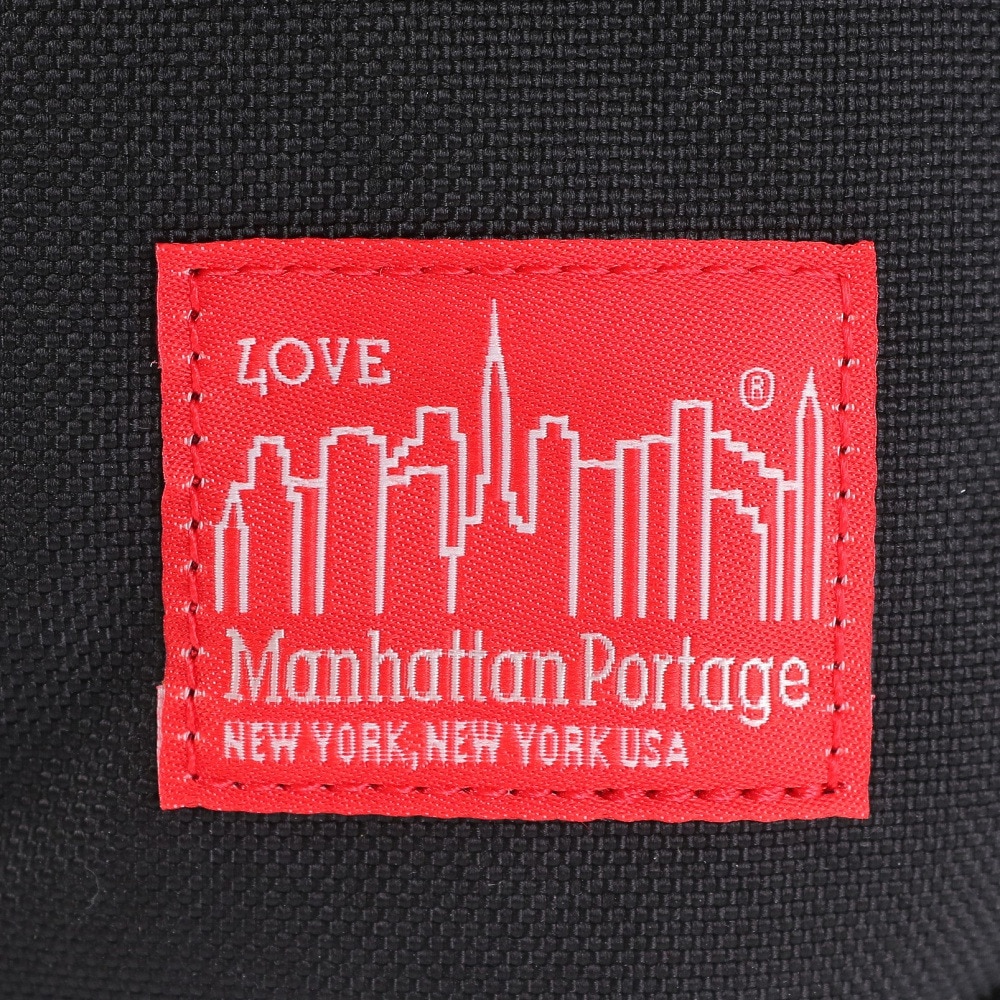 LOVE
®
Manhattan Portage
NEW YORK, NEW YORK USA